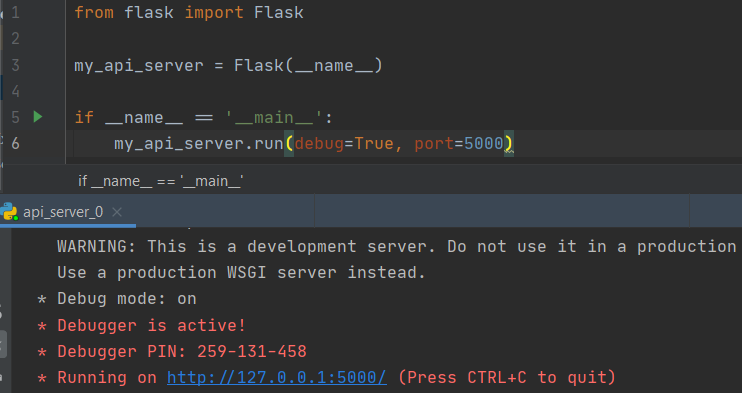 1 from flask import Flask
2
3 my_api_server = Flask(__name__)
4
5 if __name__ == '__main__':
6 my_api_server.run(debug=True, port=5000)
if __name__ == '__main__'
api_server_0
WARNING: This is a development server. Do not use it in a production
Use a production WSGI server instead.
* Debug mode: on
* Debugger is active!
* Debugger PIN: 259-131-458
* Running on http://127.0.0.1:5000/ (Press CTRL+C to quit)